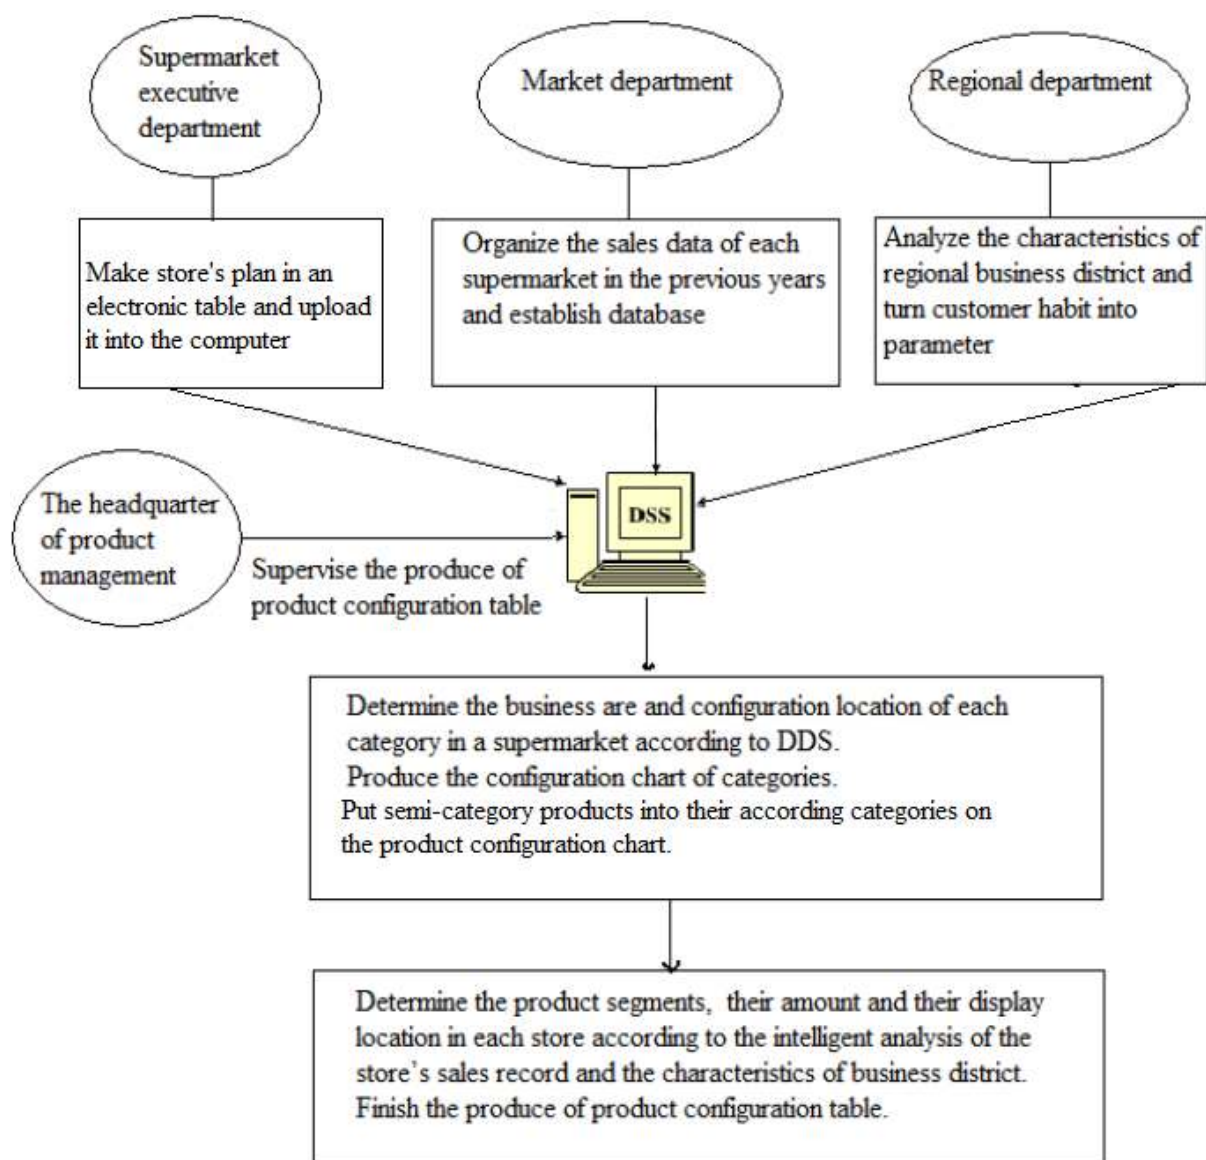 Supermarket
executive
department
Market department
Regional department
Make store's plan in an
electronic table and upload
it into the computer
Organize the sales data of each
supermarket in the previous years
and establish database
Analyze the characteristics of
regional business district and
turn customer habit into
parameter
The headquarter
of product
management
DSS
Supervise the produce of
product configuration table
Determine the business are and configuration location of each
category in a supermarket according to DDS.
Produce the configuration chart of categories.
Put semi-category products into their according categories on
the product configuration chart.
Determine the product segments, their amount and their display
location in each store according to the intelligent analysis of the
store's sales record and the characteristics of business district.
Finish the produce of product configuration table.